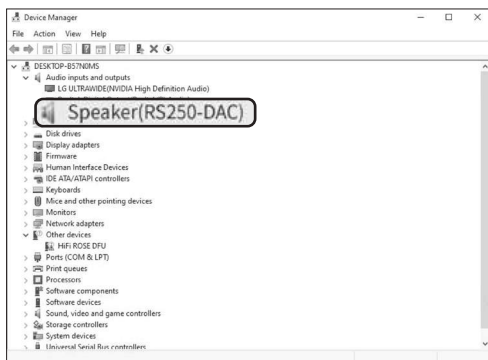 Device Manager
File Action View Help
DESKTOP-B57N0MS
Audio inputs and outputs
LG ULTRAWIDE(NVIDIA High Definition Audio)
Speaker(RS250-DAC)
Disk drives
Display adapters
Firmware
Human Interface Devices
IDE ATA/ATAPI controllers
Keyboards
Mice and other pointing devices
Monitors
Network adapters
Other devices
HiFi ROSE DFU
Ports (COM & LPT)
Print queues
Processors
Software components
Software devices
Sound, video and game controllers
Storage controllers
System devices
Universal Serial Bus controllers